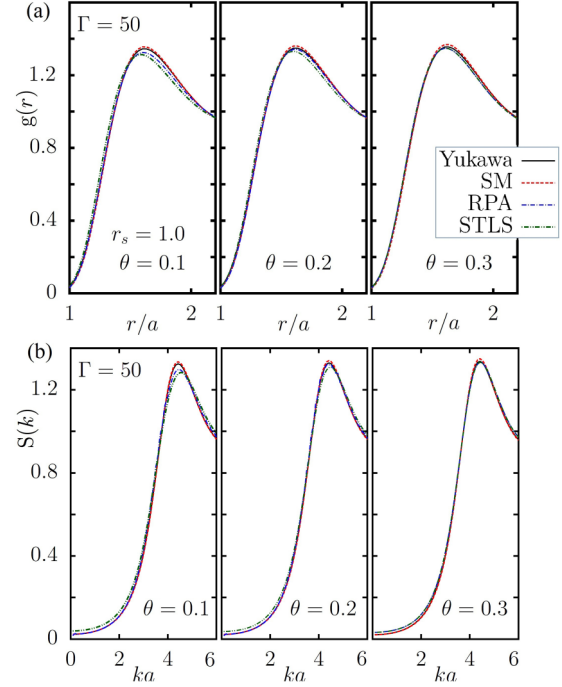 (a)
Γ = 50
g(r)
1.2
0.8
0.4
0
r_s = 1.0
θ = 0.1
θ = 0.2
θ = 0.3
Yukawa
SM
RPA
STLS
1 2 1 2 1 2
r/a r/a r/a
(b)
Γ = 50
S(k)
1.2
0.8
0.4
0
θ = 0.1
θ = 0.2
θ = 0.3
0 2 4 6 0 2 4 6 0 2 4 6
ka ka ka